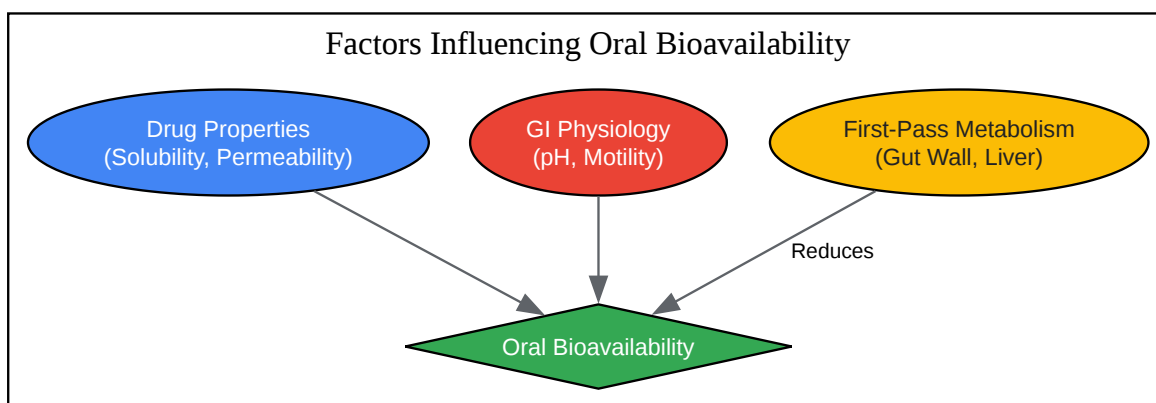 Factors Influencing Oral Bioavailability
Drug Properties
(Solubility, Permeability)
GI Physiology
(pH, Motility)
First-Pass Metabolism
(Gut Wall, Liver)
Reduces
Oral Bioavailability